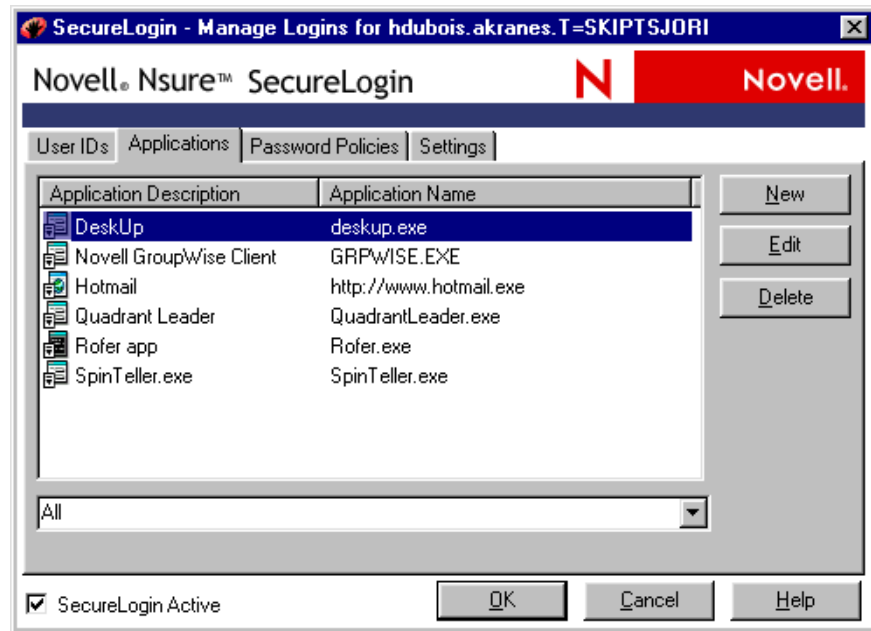 SecureLogin - Manage Logins for hdubois.akranes.T=SKIPTSJORI
Novell® Nsure™ SecureLogin
N Novell®
User IDs Applications Password Policies Settings
Application Description Application Name
DeskUp deskup.exe
Novell GroupWise Client GRPWISE.EXE
Hotmail http://www.hotmail.exe
Quadrant Leader QuadrantLeader.exe
Rofer app Rofer.exe
SpinTeller.exe SpinTeller.exe
New
Edit
Delete
All
SecureLogin Active
OK Cancel Help